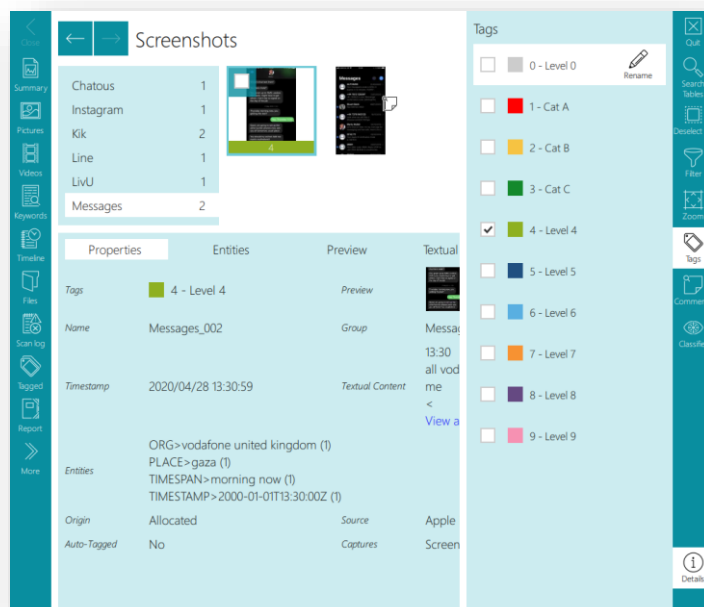 Close
Summary
Pictures
Videos
Keywords
Timeline
Files
Scan log
Tagged
Report
More
Screenshots
Chatous 1
Instagram 1
Kik 2
Line 1
LivU 1
Messages 2
4
Messages
Properties Entities Preview Textual
Tags 4 - Level 4 Preview
Name Messages_002 Group Messag
Timestamp 2020/04/28 13:30:59 Textual Content
13:30
all vod
me
<
View a
Entities
ORG>vodafone united kingdom (1)
PLACE>gaza (1)
TIMESPAN>morning now (1)
TIMESTAMP>2000-01-01T13:30:00Z (1)
Origin Allocated Source Apple
Auto-Tagged No Captures Screen
Tags
0 - Level 0 Rename
1 - Cat A
2 - Cat B
3 - Cat C
4 - Level 4
5 - Level 5
6 - Level 6
7 - Level 7
8 - Level 8
9 - Level 9
Quit
Search
Tables
Deselect
Filter
Zoom
Tags
Commen
Classifie
Details